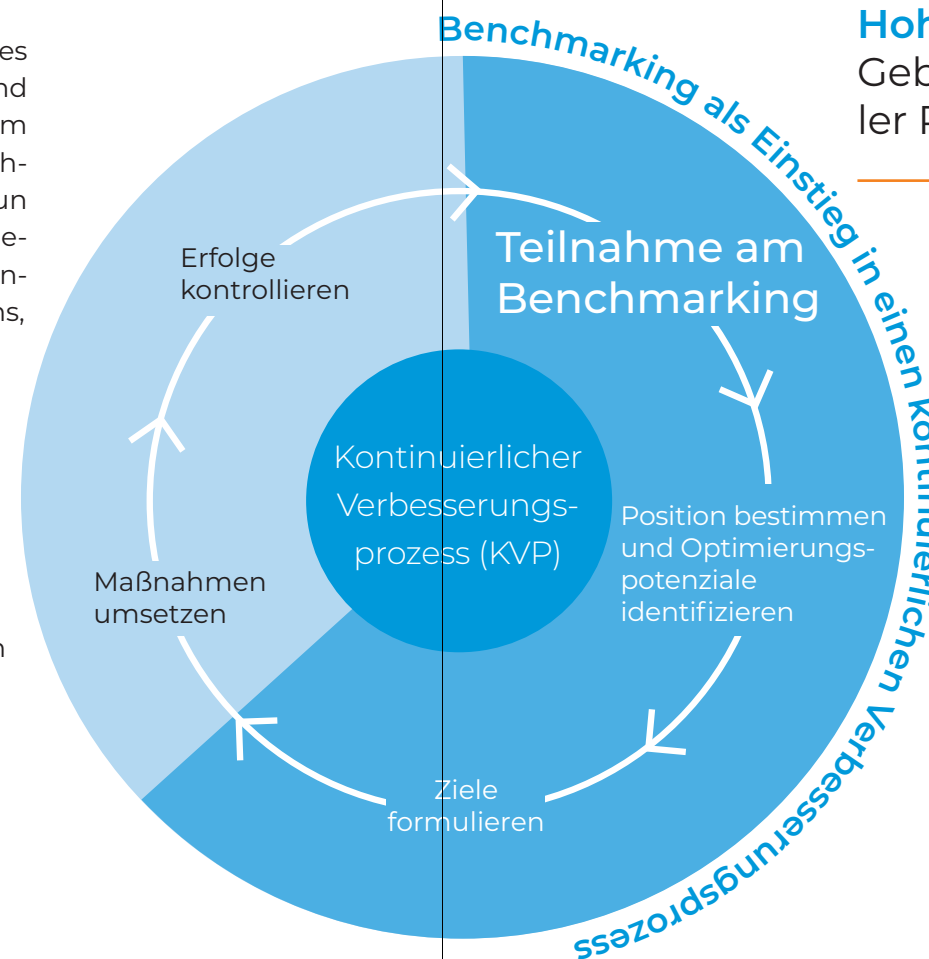 es
nd
m
h-
un
e-
n-
ns,
n
Hoh
Geb
ler P
Benchmarking als Einstieg in einen kontinuierlichen Verbesserungsprozess
Teilnahme am
Benchmarking
Position bestimmen
und Optimierungs-
potenziale
identifizieren
Ziele
formulieren
Maßnahmen
umsetzen
Erfolge
kontrollieren
Kontinuierlicher
Verbesserungs-
prozess (KVP)